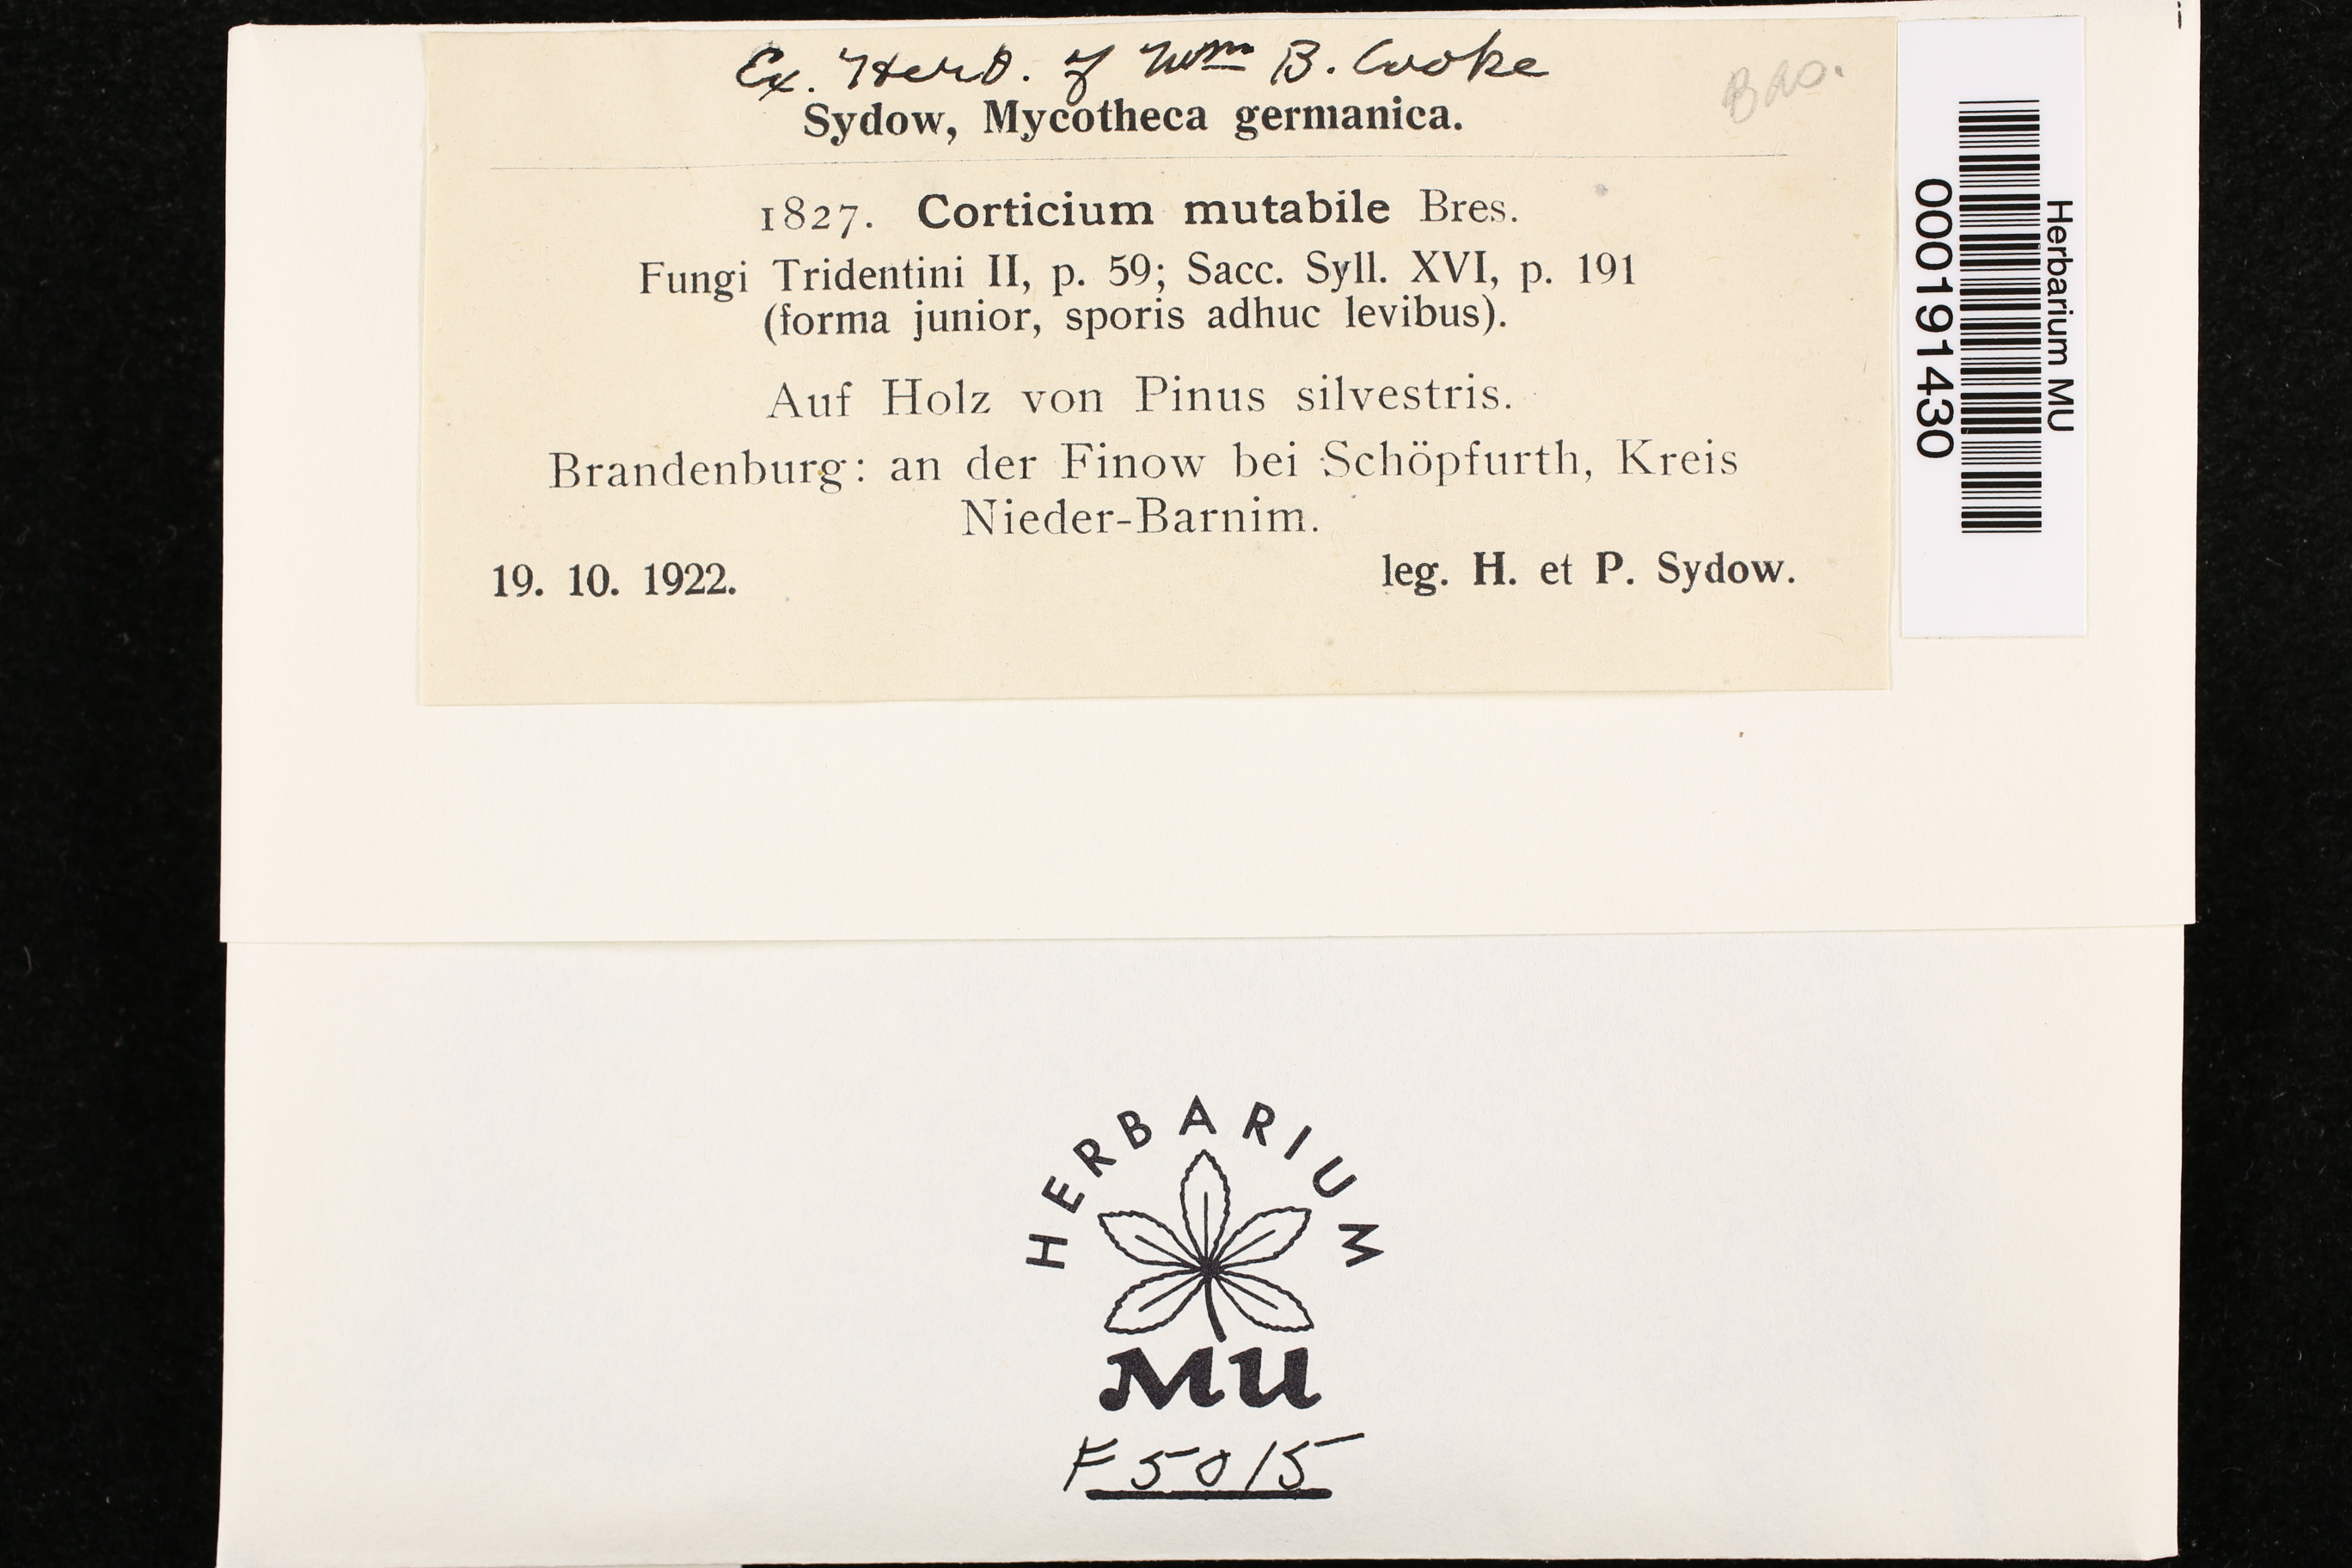 Ex. Herb. of Wm B. Cooke
Sydow, Mycotheca germanica.
1827. Corticium mutabile Bres.
Fungi Tridentini II, p. 59; Sacc. Syll. XVI, p. 191
(forma junior, sporis adhuc levibus).
Auf Holz von Pinus silvestris.
Brandenburg: an der Finow bei Schöpfurth, Kreis
Nieder-Barnim.
19. 10. 1922. leg. H. et P. Sydow.
Herbarium MU
000191430
HERBARIUM
MU
F 5015